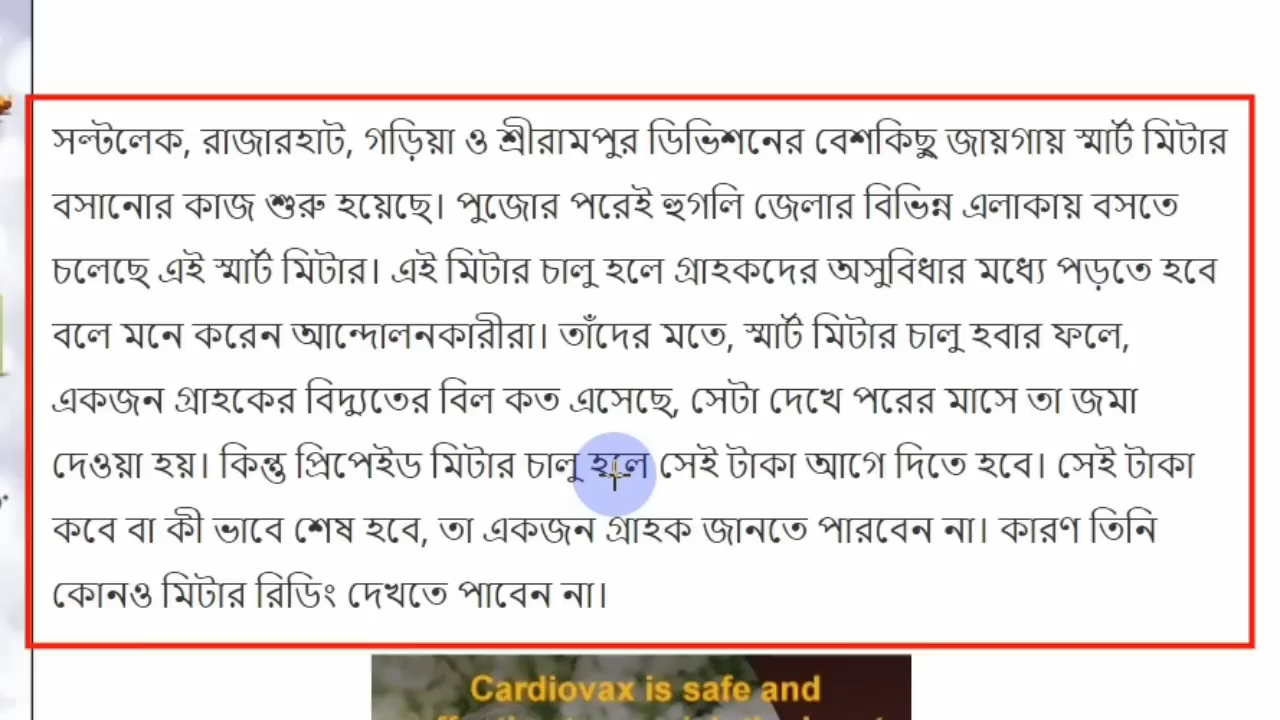 সল্টলেক, রাজারহাট, গড়িয়া ও শ্রীরামপুর ডিভিশনের বেশকিছু জায়গায় স্মার্ট মিটার
বসানোর কাজ শুরু হয়েছে। পুজোর পরেই হুগলি জেলার বিভিন্ন এলাকায় বসতে
চলেছে এই স্মার্ট মিটার। এই মিটার চালু হলে গ্রাহকদের অসুবিধার মধ্যে পড়তে হবে
বলে মনে করেন আন্দোলনকারীরা। তাঁদের মতে, স্মার্ট মিটার চালু হবার ফলে,
একজন গ্রাহকের বিদ্যুতের বিল কত এসেছে, সেটা দেখে পরের মাসে তা জমা
দেওয়া হয়। কিন্তু প্রিপেইড মিটার চালু হলে সেই টাকা আগে দিতে হবে। সেই টাকা
কবে বা কী ভাবে শেষ হবে, তা একজন গ্রাহক জানতে পারবেন না। কারণ তিনি
কোনও মিটার রিডিং দেখতে পাবেন না।
Cardiovax is safe and